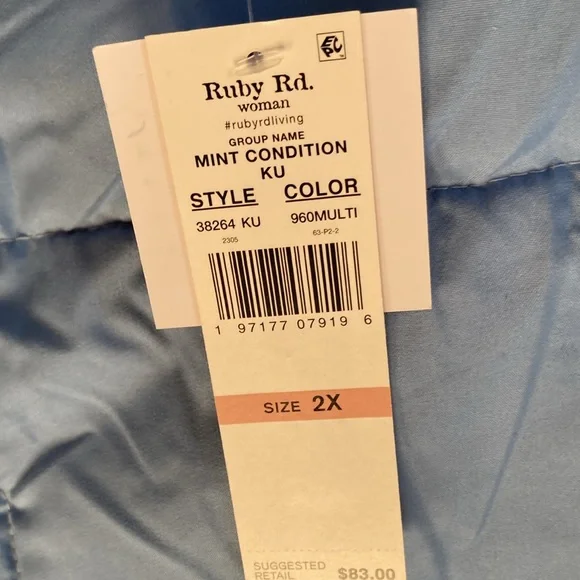 EPC
Ruby Rd.
woman
#rubyrdliving
GROUP NAME
MINT CONDITION
KU
STYLE COLOR
38264 KU 960MULTI
2305 63-P2-2
1 97177 07919 6
SIZE 2X
SUGGESTED
RETAIL $83.00